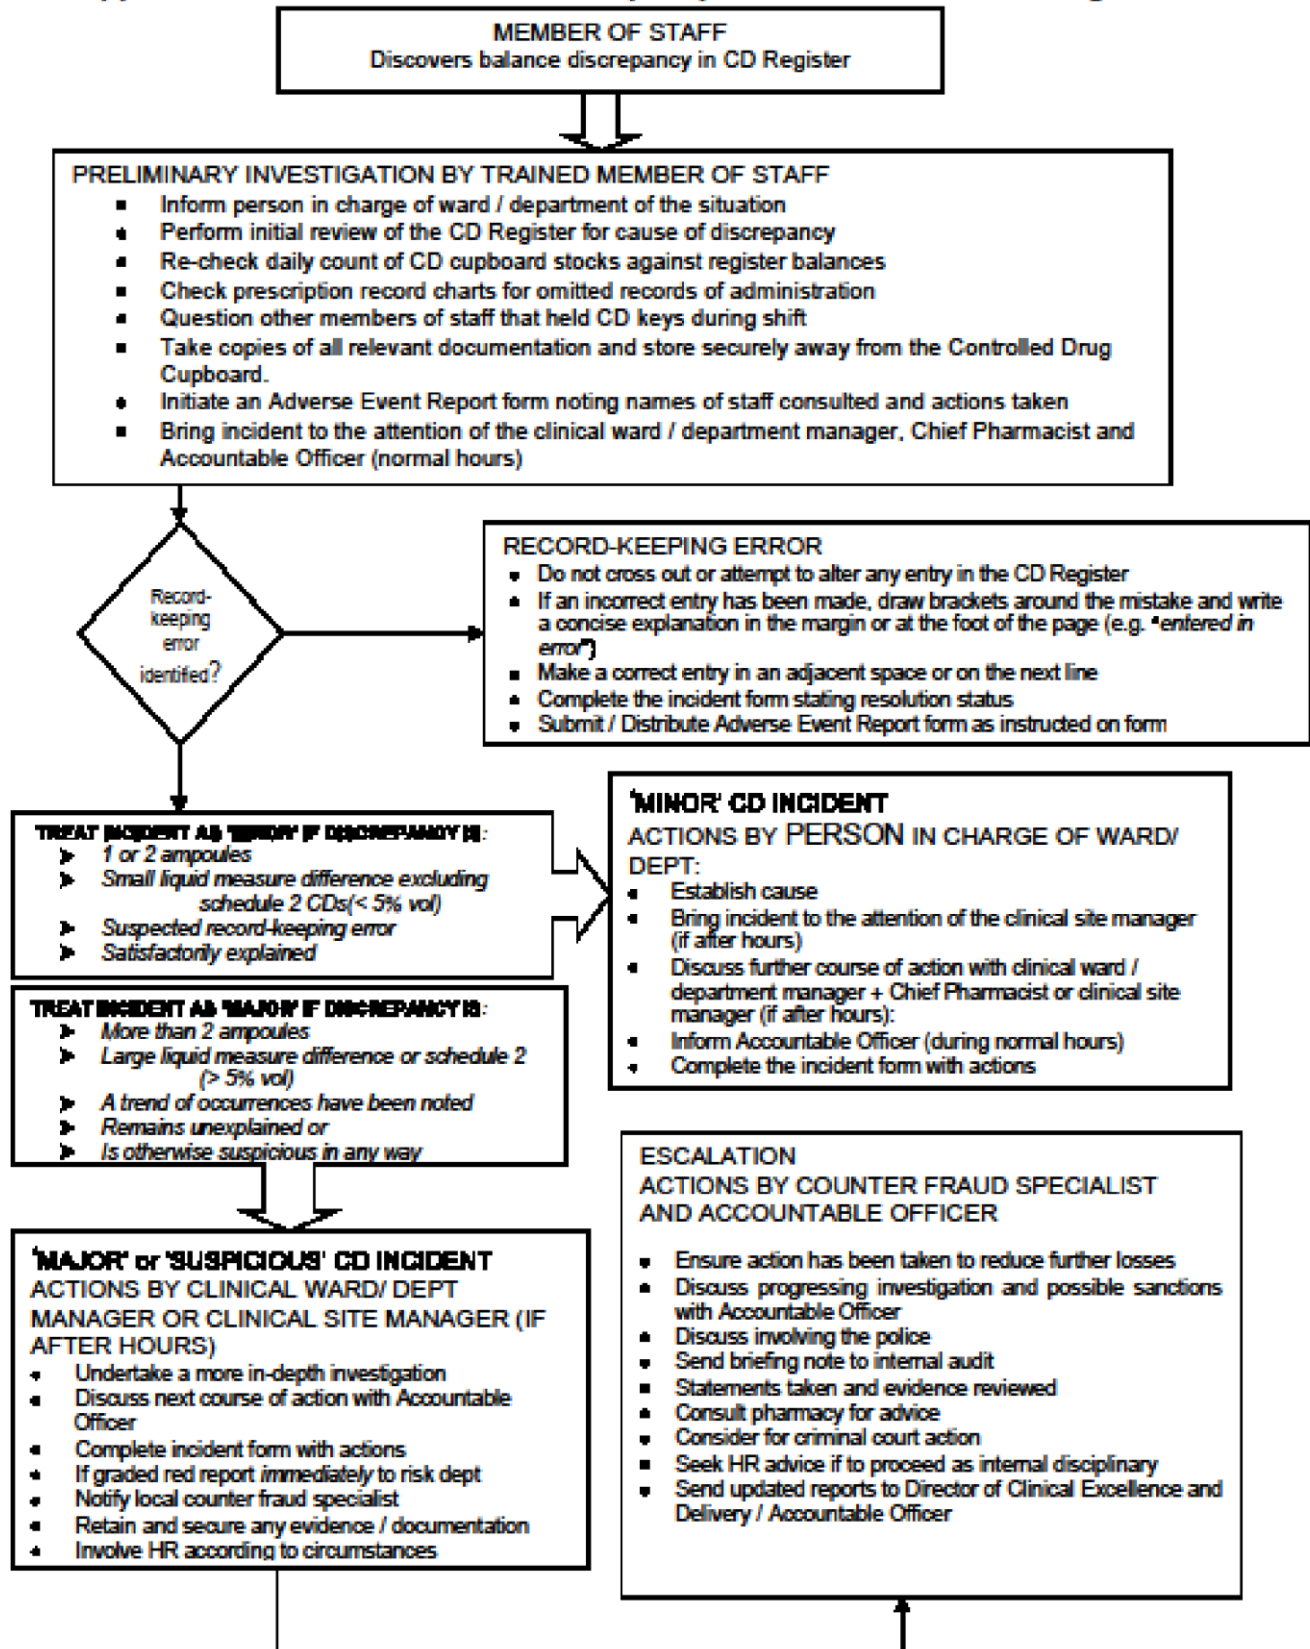 MEMBER OF STAFF
Discovers balance discrepancy in CD Register
PRELIMINARY INVESTIGATION BY TRAINED MEMBER OF STAFF
Inform person in charge of ward / department of the situation
Perform initial review of the CD Register for cause of discrepancy
Re-check daily count of CD cupboard stocks against register balances
Check prescription record charts for omitted records of administration
Question other members of staff that held CD keys during shift
Take copies of all relevant documentation and store securely away from the Controlled Drug
Cupboard.
Initiate an Adverse Event Report form noting names of staff consulted and actions taken
Bring incident to the attention of the clinical ward / department manager, Chief Pharmacist and
Accountable Officer (normal hours)
Record-
keeping
error
identified?
RECORD-KEEPING ERROR
Do not cross out or attempt to alter any entry in the CD Register
If an incorrect entry has been made, draw brackets around the mistake and write
a concise explanation in the margin or at the foot of the page (e.g. "entered in
error")
Make a correct entry in an adjacent space or on the next line
Complete the incident form stating resolution status
Submit / Distribute Adverse Event Report form as instructed on form
TREAT INCIDENT AS 'MINOR' IF DISCREPANCY IS:
1 or 2 ampoules
Small liquid measure difference excluding
schedule 2 CDs(< 5% vol)
Suspected record-keeping error
Satisfactorily explained
'MINOR' CD INCIDENT
ACTIONS BY PERSON IN CHARGE OF WARD/
DEPT:
Establish cause
Bring incident to the attention of the clinical site manager
(if after hours)
Discuss further course of action with clinical ward /
department manager + Chief Pharmacist or clinical site
manager (if after hours):
Inform Accountable Officer (during normal hours)
Complete the incident form with actions
TREAT INCIDENT AS 'MAJOR' IF DISCREPANCY IS:
More than 2 ampoules
Large liquid measure difference or schedule 2
(> 5% vol)
A trend of occurrences have been noted
Remains unexplained or
Is otherwise suspicious in any way
'MAJOR' or 'SUSPICIOUS' CD INCIDENT
ACTIONS BY CLINICAL WARD/ DEPT
MANAGER OR CLINICAL SITE MANAGER (IF
AFTER HOURS)
Undertake a more in-depth investigation
Discuss next course of action with Accountable
Officer
Complete incident form with actions
If graded red report immediately to risk dept
Notify local counter fraud specialist
Retain and secure any evidence / documentation
Involve HR according to circumstances
ESCALATION
ACTIONS BY COUNTER FRAUD SPECIALIST
AND ACCOUNTABLE OFFICER
Ensure action has been taken to reduce further losses
Discuss progressing investigation and possible sanctions
with Accountable Officer
Discuss involving the police
Send briefing note to internal audit
Statements taken and evidence reviewed
Consult pharmacy for advice
Consider for criminal court action
Seek HR advice if to proceed as internal disciplinary
Send updated reports to Director of Clinical Excellence and
Delivery / Accountable Officer